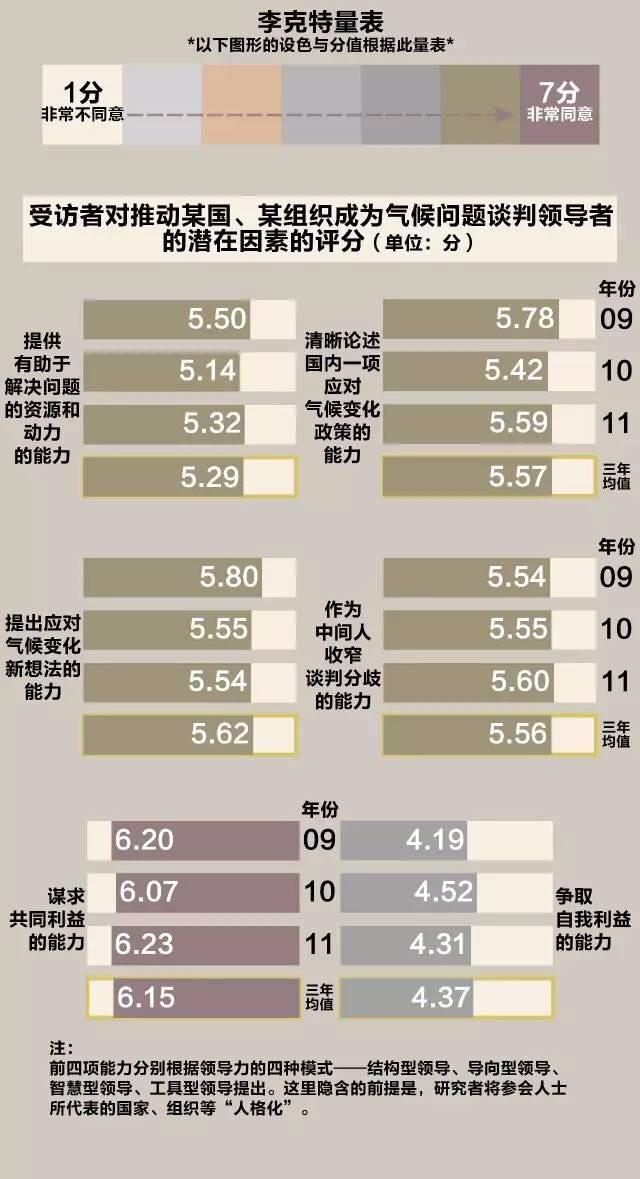 李克特量表
*以下图形的设色与分值根据此量表*
1分
非常不同意
7分
非常同意
受访者对推动某国、某组织成为气候问题谈判领导者
的潜在因素的评分（单位：分）
提供
有助于
解决问题
的资源和
动力
的能力
5.50
5.14
5.32
5.29
清晰论述
国内一项
应对
气候变化
政策的
能力
年份
5.78 09
5.42 10
5.59 11
5.57 三年
均值
提出应对
气候变化
新想法的
能力
5.80
5.55
5.54
5.62
作为
中间人
收窄
谈判分歧
的能力
年份
5.54 09
5.55 10
5.60 11
5.56 三年
均值
谋求
共同利益
的能力
年份
6.20 09 4.19
6.07 10 4.52
6.23 11 4.31
6.15 三年
均值 4.37
争取
自我利益
的能力
注：
前四项能力分别根据领导力的四种模式——结构型领导、导向型领导、
智慧型领导、工具型领导提出。这里隐含的前提是，研究者将参会人士
所代表的国家、组织等“人格化”。